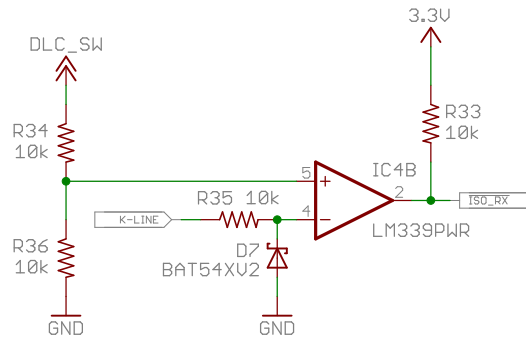 3.3V
DLC_SW
R33
10k
R34
10k
5
IC4B
2
ISO_RX
R35 10k
K-LINE
4
LM339PWR
R36
10k
D7
BAT54XV2
GND
GND